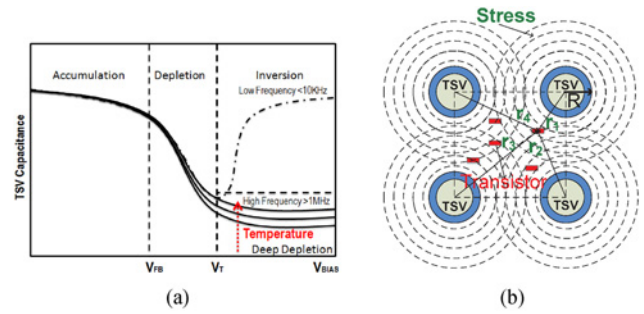 TSV Capacitance
Accumulation
Depletion
Inversion
Low Frequency <10KHz
High Frequency >1MHz
Temperature
Deep Depletion
VFB
VT
VBIAS
(a)
Stress
TSV
TSV
R
r4
r3
r3
r2
Transistor
TSV
TSV
(b)